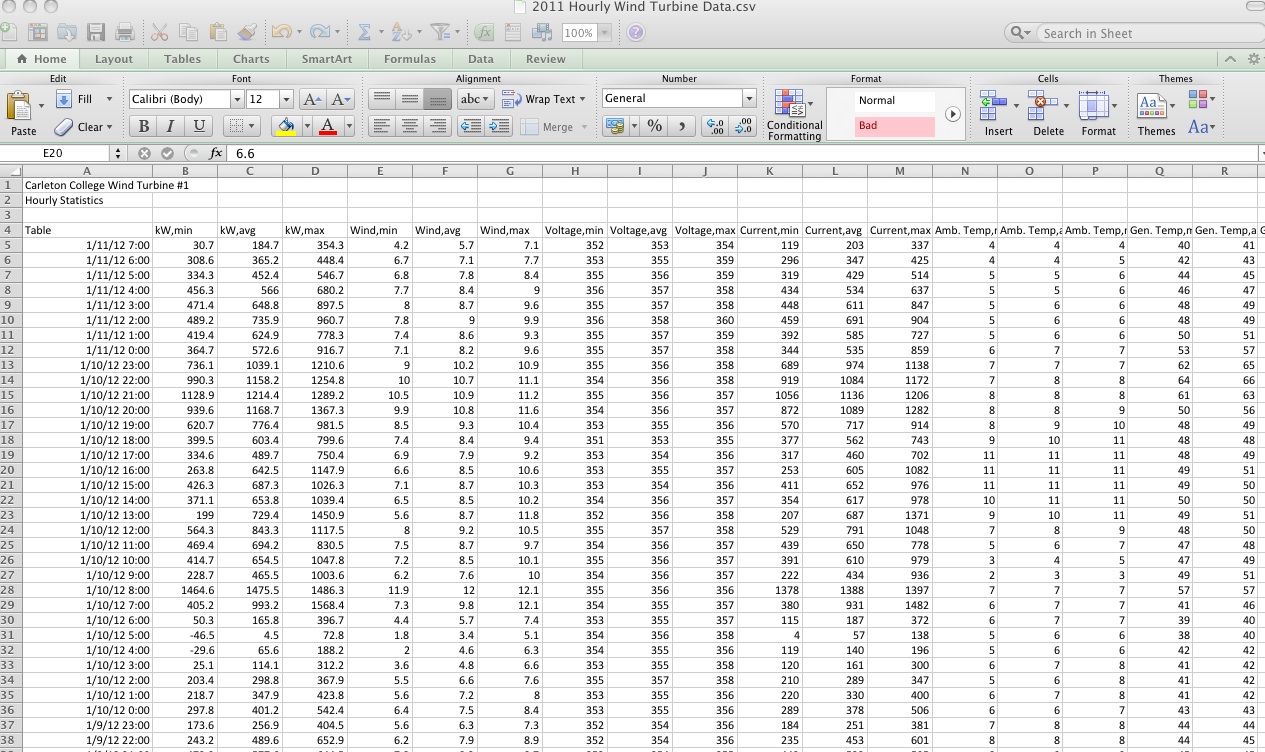 2011 Hourly Wind Turbine Data.csv
100% Search in Sheet
Home Layout Tables Charts SmartArt Formulas Data Review
Edit Font Alignment Number Format Cells Themes
Fill Calibri (Body) 12 A A abc Wrap Text General Normal Aa
Paste Clear B I U A Merge % , .0 .00 Conditional Formatting Bad Insert Delete Format Themes Aa
E20 fx 6.6
A B C D E F G H I J K L M N O P Q R
1 Carleton College Wind Turbine #1
2 Hourly Statistics
3
4 Table kW,min kW,avg kW,max Wind,min Wind,avg Wind,max Voltage,min Voltage,avg Voltage,max Current,min Current,avg Current,max Amb. Temp,r Amb. Temp,a Amb. Temp,r Gen. Temp,m Gen. Temp,a G
5 1/11/12 7:00 30.7 184.7 354.3 4.2 5.7 7.1 352 353 354 119 203 337 4 4 4 40 41
6 1/11/12 6:00 308.6 365.2 448.4 6.7 7.1 7.7 353 355 359 296 347 425 4 4 5 42 43
7 1/11/12 5:00 334.3 452.4 546.7 6.8 7.8 8.4 355 356 359 319 429 514 5 5 6 44 45
8 1/11/12 4:00 456.3 566 680.2 7.7 8.4 9 356 357 358 434 534 637 5 5 6 46 47
9 1/11/12 3:00 471.4 648.8 897.5 8 8.7 9.6 355 357 358 448 611 847 5 6 6 48 49
10 1/11/12 2:00 489.2 735.9 960.7 7.8 9 9.9 356 358 360 459 691 904 5 6 6 48 49
11 1/11/12 1:00 419.4 624.9 778.3 7.4 8.6 9.3 355 357 359 392 585 727 5 6 6 50 51
12 1/11/12 0:00 364.7 572.6 916.7 7.1 8.2 9.6 355 357 358 344 535 859 6 7 7 53 57
13 1/10/12 23:00 736.1 1039.1 1210.6 9 10.2 10.9 355 356 358 689 974 1138 7 7 7 62 65
14 1/10/12 22:00 990.3 1158.2 1254.8 10 10.7 11.1 354 356 358 919 1084 1172 7 8 8 64 66
15 1/10/12 21:00 1128.9 1214.4 1289.2 10.5 10.9 11.2 355 356 357 1056 1136 1206 8 8 8 61 63
16 1/10/12 20:00 939.6 1168.7 1367.3 9.9 10.8 11.6 354 356 357 872 1089 1282 8 8 9 50 56
17 1/10/12 19:00 620.7 776.4 981.5 8.5 9.3 10.4 353 355 356 570 717 914 8 9 10 48 49
18 1/10/12 18:00 399.5 603.4 799.6 7.4 8.4 9.4 351 353 355 377 562 743 9 10 11 48 48
19 1/10/12 17:00 334.6 489.7 750.4 6.9 7.9 9.2 353 354 356 317 460 702 11 11 11 48 49
20 1/10/12 16:00 263.8 642.5 1147.9 6.6 8.5 10.6 353 355 356 253 605 1082 11 11 11 49 51
21 1/10/12 15:00 426.3 687.3 1026.3 7.1 8.7 10.3 353 354 356 411 652 976 11 11 11 49 50
22 1/10/12 14:00 371.1 653.8 1039.4 6.5 8.5 10.2 354 356 357 354 617 978 10 11 11 50 50
23 1/10/12 13:00 199 729.4 1450.9 5.6 8.7 11.8 352 356 358 207 687 1371 9 10 11 49 51
24 1/10/12 12:00 564.3 843.3 1117.5 8 9.2 10.5 355 357 358 529 791 1048 7 8 9 48 50
25 1/10/12 11:00 469.4 694.2 830.5 7.5 8.7 9.7 354 356 357 439 650 778 5 6 7 47 48
26 1/10/12 10:00 414.7 654.5 1047.8 7.2 8.5 10.1 355 356 357 391 610 979 3 4 5 47 49
27 1/10/12 9:00 228.7 465.5 1003.6 6.2 7.6 10 354 356 357 222 434 936 2 3 3 49 51
28 1/10/12 8:00 1464.6 1475.5 1486.3 11.9 12 12.1 355 356 356 1378 1388 1397 7 7 7 57 57
29 1/10/12 7:00 405.2 993.2 1568.4 7.3 9.8 12.1 354 355 357 380 931 1482 6 7 7 41 46
30 1/10/12 6:00 50.3 165.8 396.7 4.4 5.7 7.4 353 355 357 115 187 372 6 7 7 39 40
31 1/10/12 5:00 -46.5 4.5 72.8 1.8 3.4 5.1 354 356 358 4 57 138 5 6 6 38 40
32 1/10/12 4:00 -29.6 65.6 188.2 2 4.6 6.3 354 355 356 119 140 196 5 6 6 42 42
33 1/10/12 3:00 25.1 114.1 312.2 3.6 4.8 6.6 353 355 358 120 161 300 6 7 8 41 42
34 1/10/12 2:00 203.4 298.8 367.9 5.5 6.6 7.6 355 357 358 210 289 347 5 6 8 41 42
35 1/10/12 1:00 218.7 347.9 423.8 5.6 7.2 8 353 355 356 220 330 400 6 7 8 41 42
36 1/10/12 0:00 297.8 401.2 542.4 6.4 7.5 8.4 353 355 356 289 378 506 6 6 7 43 43
37 1/9/12 23:00 173.6 256.9 404.5 5.6 6.3 7.3 352 354 356 184 251 381 7 8 8 44 44
38 1/9/12 22:00 243.2 489.6 652.9 6.2 7.9 8.9 352 355 357 235 453 601 8 8 8 44 45